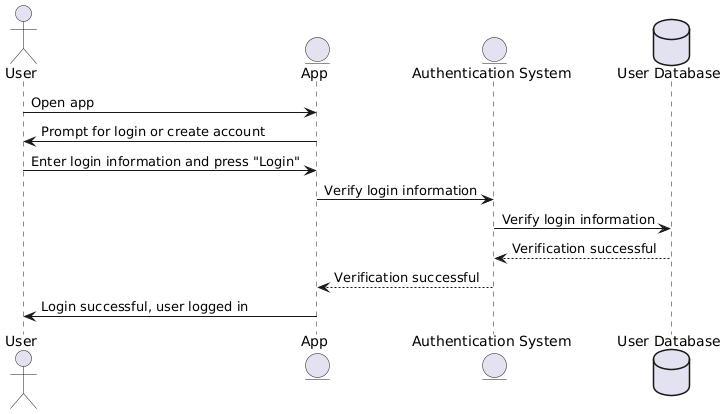 User
App
Authentication System
User Database
Open app
Prompt for login or create account
Enter login information and press "Login"
Verify login information
Verify login information
Verification successful
Verification successful
Login successful, user logged in
User
App
Authentication System
User Database